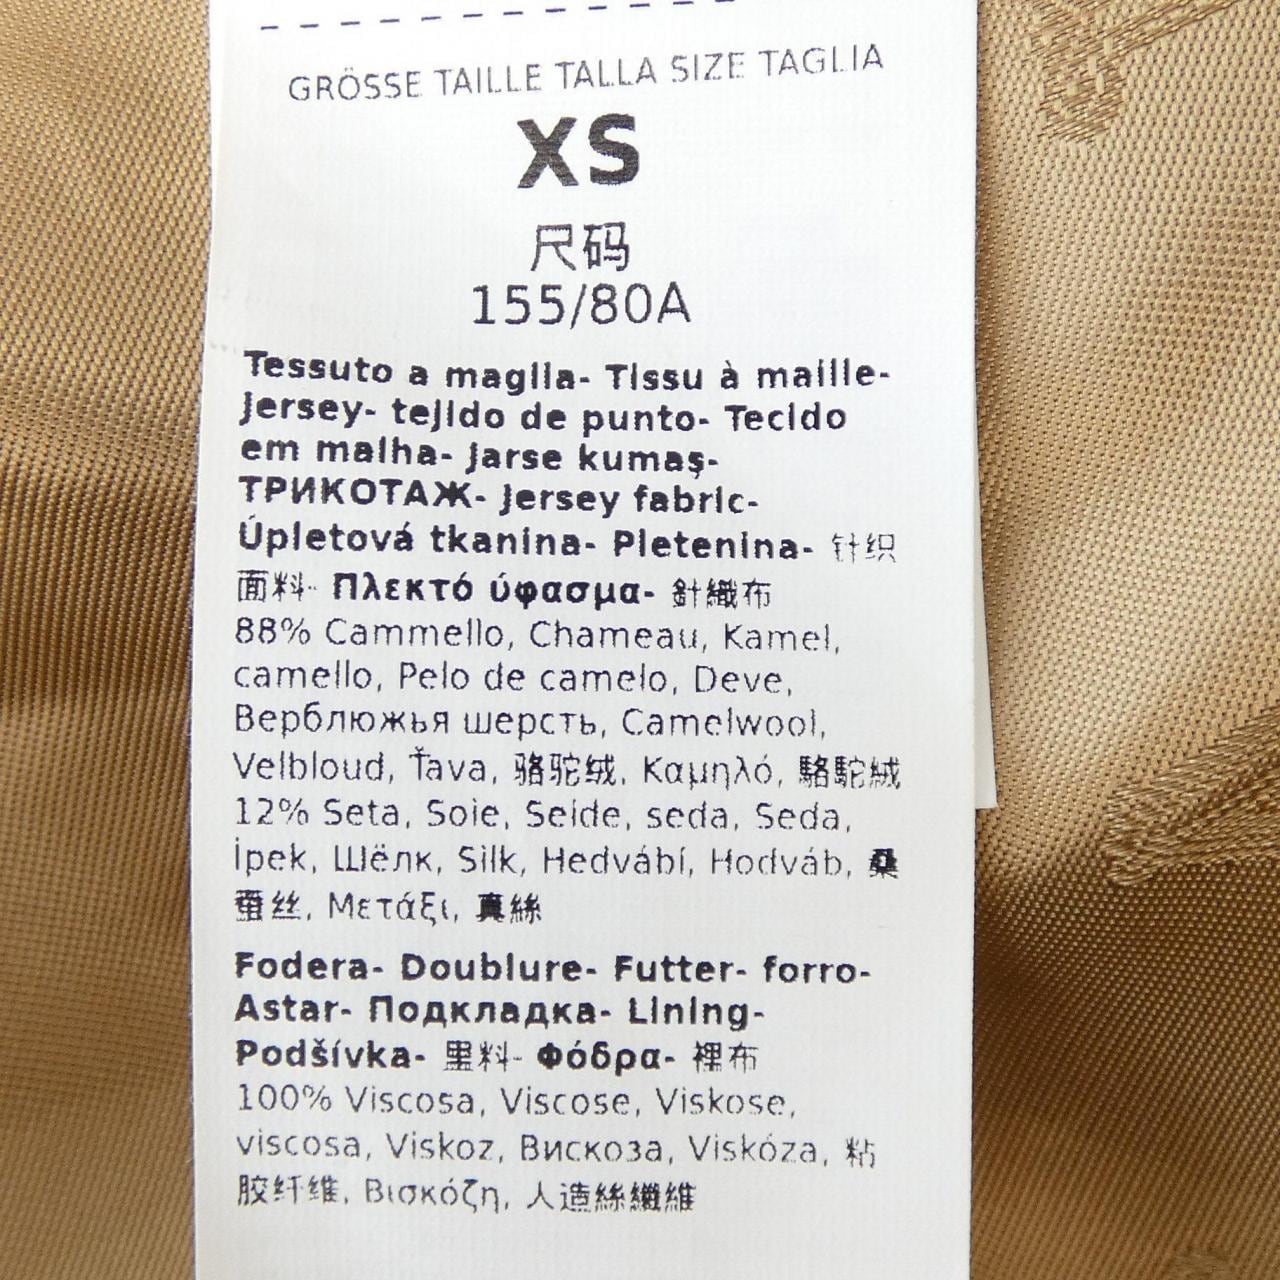 GRÖSSE TAILLE TALLA SIZE TAGLIA
XS
尺码
155/80A
Tessuto a maglia- Tissu à maille-
Jersey- tejido de punto- Tecido
em malha- Jarse kumaş-
ТРИКОТАЖ- Jersey fabric-
Úpletová tkanina- Pletenina- 针织
面料- Πλεκτό ύφασμα- 針織布
88% Cammello, Chameau, Kamel,
camello, Pelo de camelo, Deve,
Верблюжья шерсть, Camelwool,
Velbloud, Ťava, 骆驼绒, Καμηλό, 駱駝絨
12% Seta, Soie, Seide, seda, Seda,
İpek, Шёлк, Silk, Hedvábí, Hodváb, 桑
蚕丝, Μετάξι, 真絲
Fodera- Doublure- Futter- forro-
Astar- Подкладка- Lining-
Podšívka- 里料- Φόδρα- 裡布
100% Viscosa, Viscose, Viskose,
viscosa, Viskoz, Вискоза, Viskóza, 粘
胶纤维, Βισκόζη, 人造絲纖維